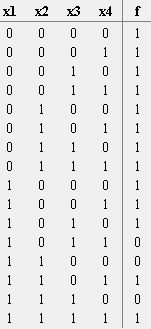 x1 x2 x3 x4 f
0 0 0 0 1
0 0 0 1 1
0 0 1 0 1
0 0 1 1 1
0 1 0 0 1
0 1 0 1 1
0 1 1 0 1
0 1 1 1 1
1 0 0 0 1
1 0 0 1 1
1 0 1 0 1
1 0 1 1 0
1 1 0 0 0
1 1 0 1 1
1 1 1 0 0
1 1 1 1 1